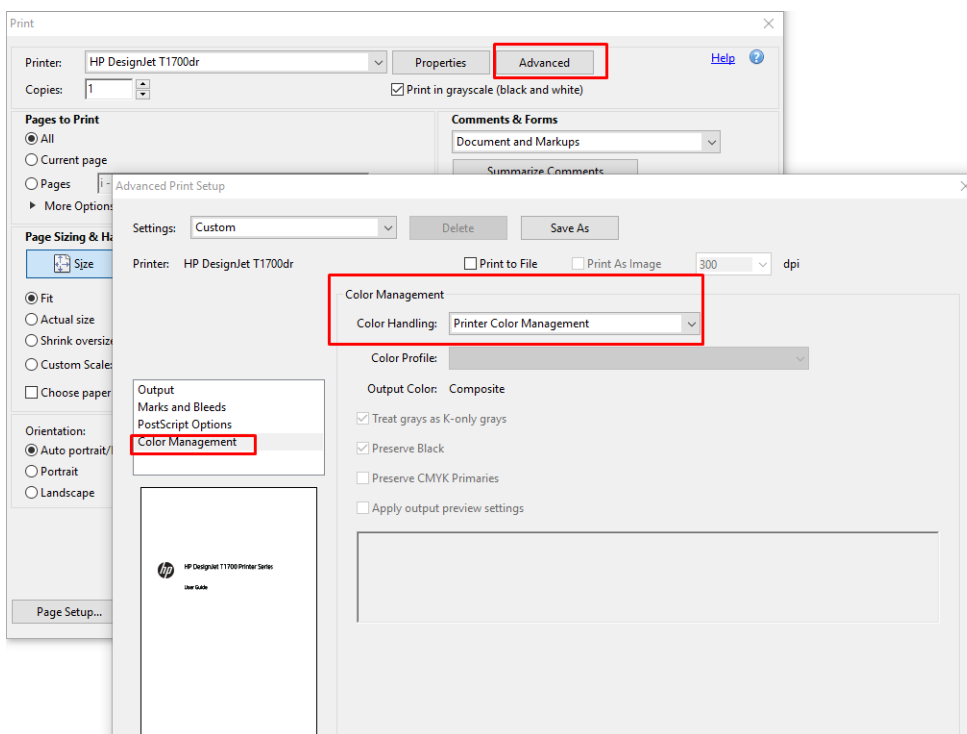 Print
Printer: HP DesignJet T1700dr Properties Advanced Help ?
Copies: 1 Print in grayscale (black and white)
Pages to Print
All
Current page
Pages
More Options
Comments & Forms
Document and Markups
Summarize Comments
Page Sizing & Ha
Size
Fit
Actual size
Shrink oversize
Custom Scale:
Choose paper
Orientation:
Auto portrait/l
Portrait
Landscape
Page Setup...
Advanced Print Setup
Settings: Custom Delete Save As
Printer: HP DesignJet T1700dr Print to File Print As Image 300 dpi
Output
Marks and Bleeds
PostScript Options
Color Management
Color Management
Color Handling: Printer Color Management
Color Profile:
Output Color: Composite
Treat grays as K-only grays
Preserve Black
Preserve CMYK Primaries
Apply output preview settings
hp HP DesignJet T1700 Printer Series
User Guide